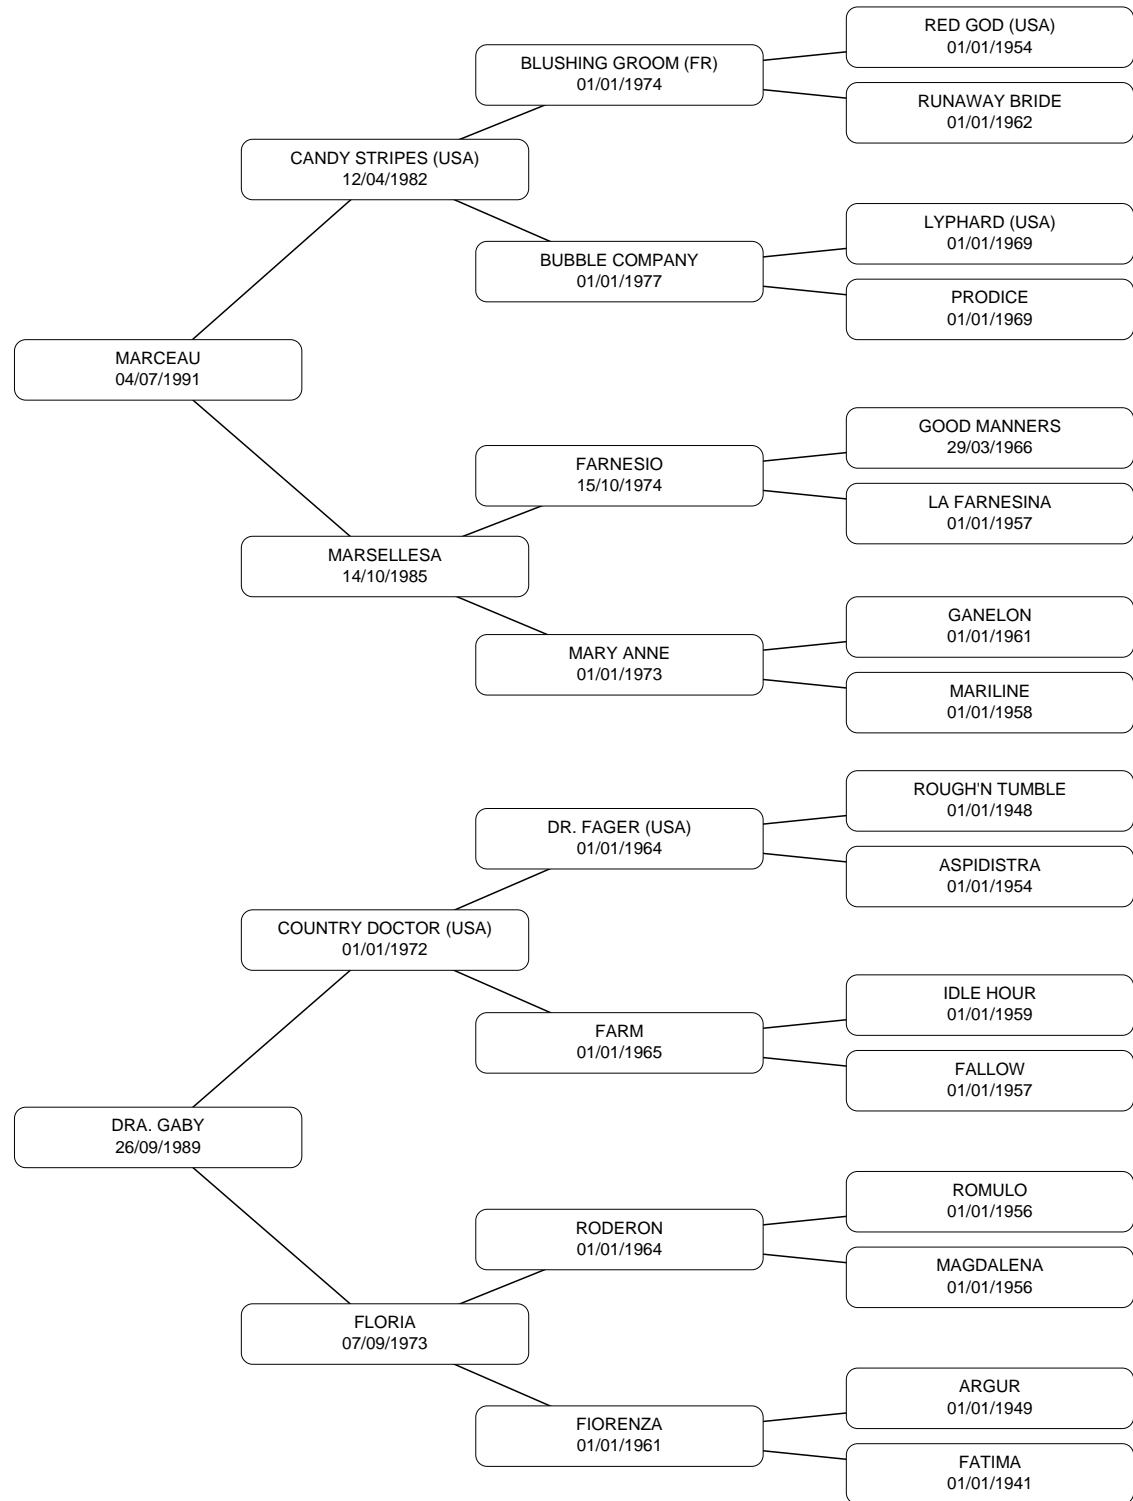 RED GOD (USA)
01/01/1954
BLUSHING GROOM (FR)
01/01/1974
RUNAWAY BRIDE
01/01/1962
CANDY STRIPES (USA)
12/04/1982
LYPHARD (USA)
01/01/1969
BUBBLE COMPANY
01/01/1977
PRODICE
01/01/1969
MARCEAU
04/07/1991
GOOD MANNERS
29/03/1966
FARNESIO
15/10/1974
LA FARNESINA
01/01/1957
MARSELLESA
14/10/1985
GANELON
01/01/1961
MARY ANNE
01/01/1973
MARILINE
01/01/1958
ROUGH'N TUMBLE
01/01/1948
DR. FAGER (USA)
01/01/1964
ASPIDISTRA
01/01/1954
COUNTRY DOCTOR (USA)
01/01/1972
IDLE HOUR
01/01/1959
FARM
01/01/1965
FALLOW
01/01/1957
DRA. GABY
26/09/1989
ROMULO
01/01/1956
RODERON
01/01/1964
MAGDALENA
01/01/1956
FLORIA
07/09/1973
ARGUR
01/01/1949
FIORENZA
01/01/1961
FATIMA
01/01/1941